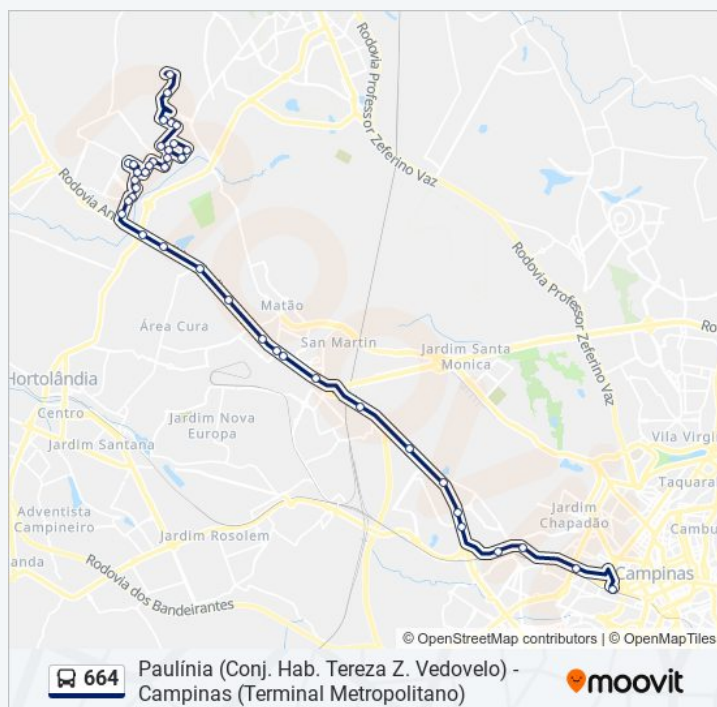 Rodovia Professor Zeferino Vaz
Rodovia An
Matão
Área Cura
San Martin
Rodovia Professor Zeferino Vaz
Ro
Jardim Santa
Monica
Hortolândia
Centro
Jardim Nova
Europa
Jardim Santana
Vila Virgi
Taquara
Jardim
Chapadão
Cambu
Adventista
Campineiro
Jardim Rosolem
anda
Rodovia dos Bandeirantes
Campinas
© OpenStreetMap contributors | © OpenMapTiles
664
Paulínia (Conj. Hab. Tereza Z. Vedovelo) -
Campinas (Terminal Metropolitano)
moovit